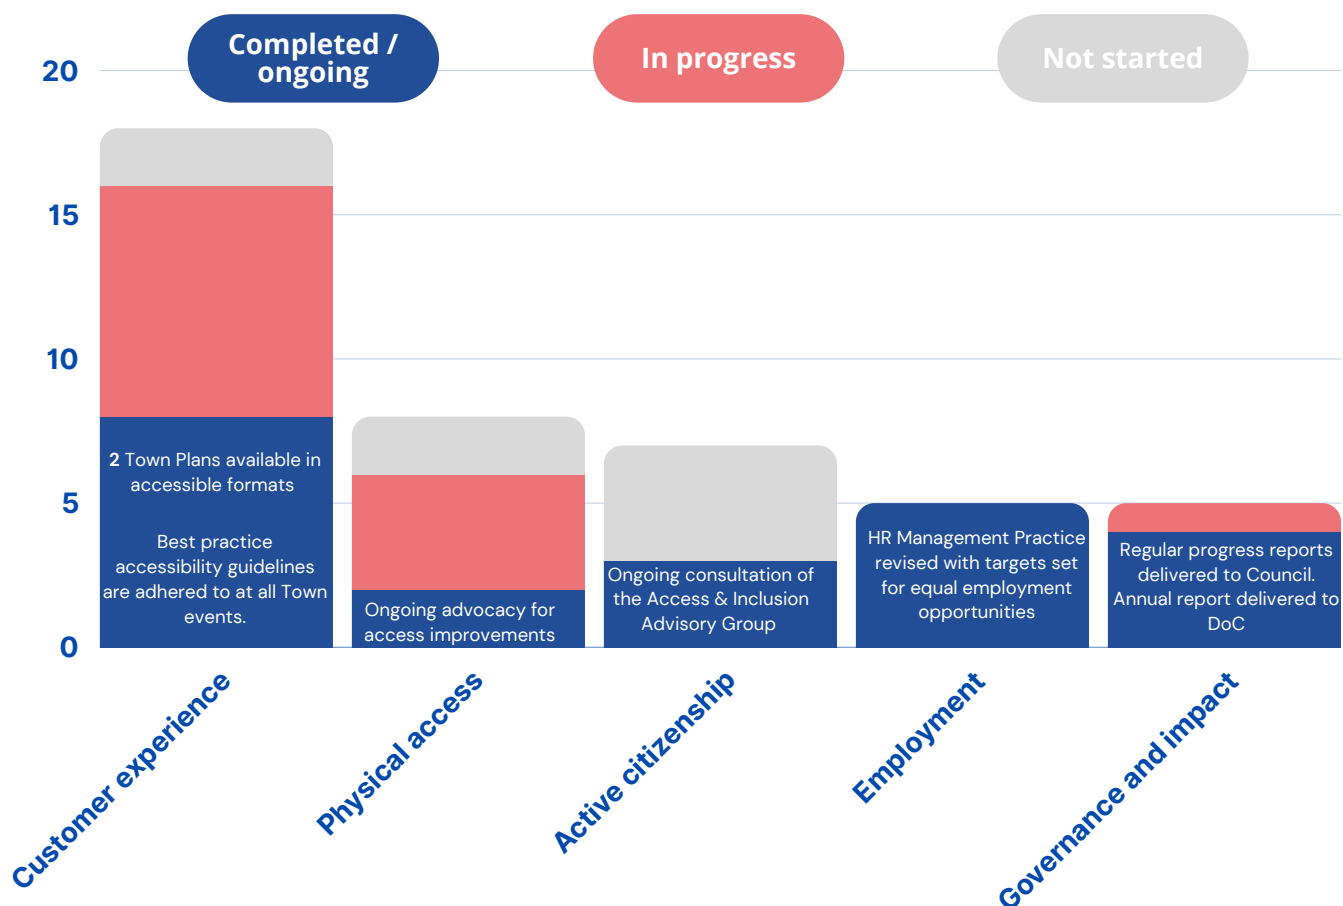 Completed /
ongoing
In progress
Not started
20
15
10
5
0
2 Town Plans available in
accessible formats
Best practice
accessibility guidelines
are adhered to at all Town
events.
Ongoing advocacy for
access improvements
Ongoing consultation of
the Access & Inclusion
Advisory Group
HR Management Practice
revised with targets set
for equal employment
opportunities
Regular progress reports
delivered to Council.
Annual report delivered to
DoC
Customer experience
Physical access
Active citizenship
Employment
Governance and impact